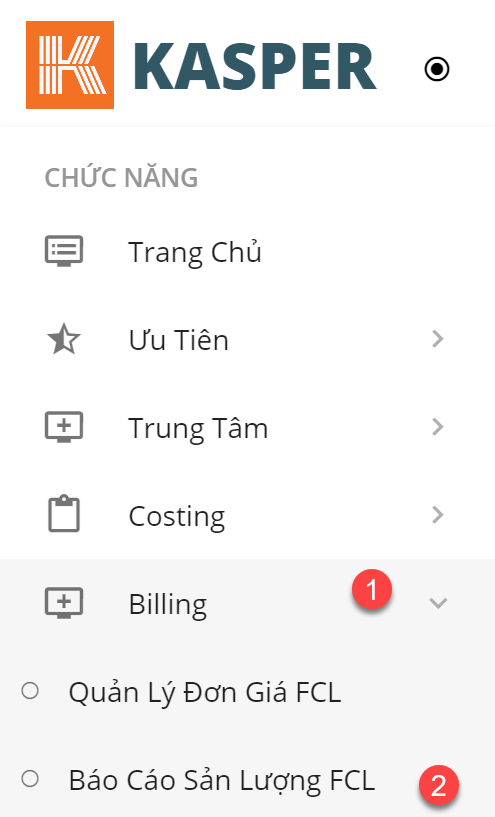 KASPER
CHỨC NĂNG
Trang Chủ
Ưu Tiên
Trung Tâm
Costing
Billing 1
Quản Lý Đơn Giá FCL
Báo Cáo Sản Lượng FCL 2